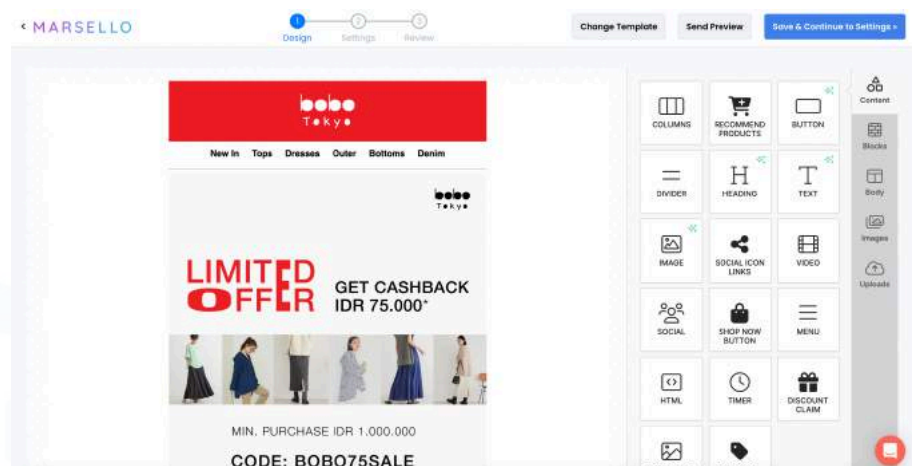 ‹ MARSELLO
1 2 3
Design Settings Review
Change Template
Send Preview
Save & Continue to Settings »
bobo
Tokyo
New In Tops Dresses Outer Bottoms Denim
bobo
Tokyo
LIMITED
OFFER
GET CASHBACK
IDR 75.000*
MIN. PURCHASE IDR 1.000.000
CODE: BOBO75SALE
COLUMNS
RECOMMEND
PRODUCTS
BUTTON
DIVIDER
HEADING
TEXT
IMAGE
SOCIAL ICON
LINKS
VIDEO
SOCIAL
SHOP NOW
BUTTON
MENU
HTML
TIMER
DISCOUNT
CLAIM
Content
Blocks
Body
Images
Uploads